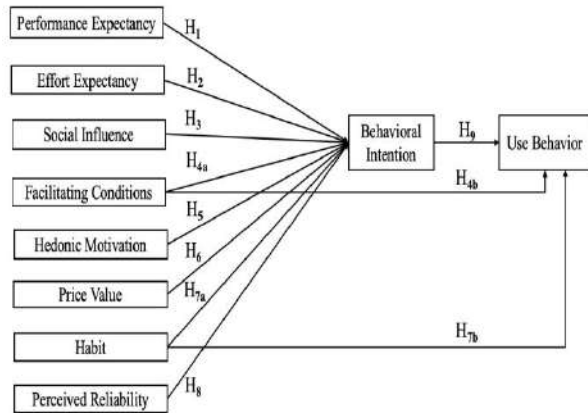 Performance Expectancy
H1
Effort Expectancy
H2
Social Influence
H3
Behavioral
Intention
H9
Use Behavior
H4a
Facilitating Conditions
H4b
H5
Hedonic Motivation
H6
Price Value
H7a
Habit
H7b
H8
Perceived Reliability